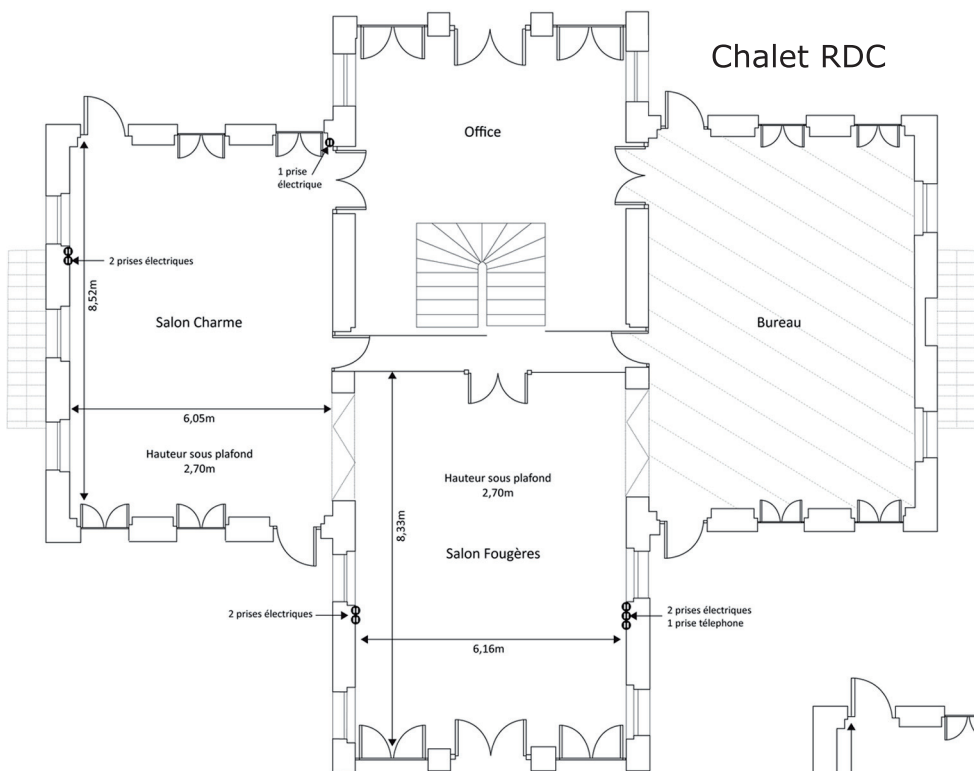 Chalet RDC
Office
1 prise
électrique
2 prises électriques
8,52m
Salon Charme
Bureau
6,05m
Hauteur sous plafond
2,70m
Hauteur sous plafond
2,70m
8,33m
Salon Fougères
2 prises électriques
2 prises électriques
1 prise télephone
6,16m